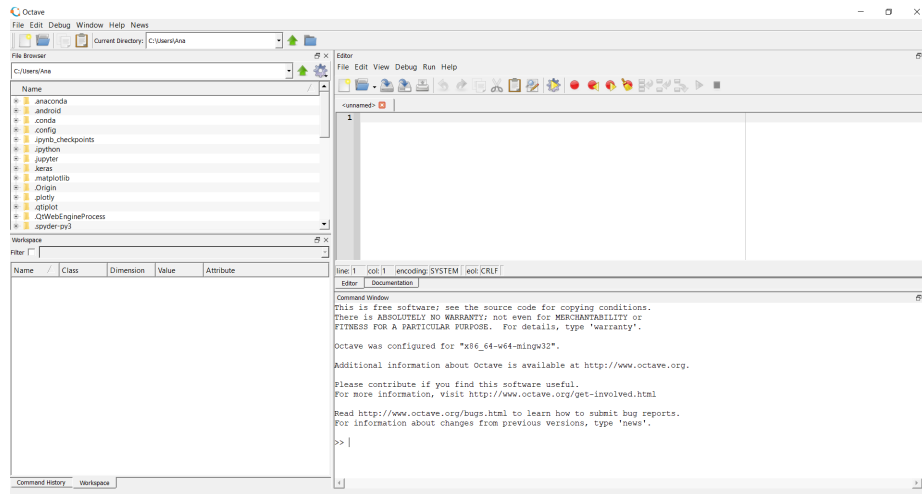 Octave
File Edit Debug Window Help News
Current Directory: C:\Users\Ana
File Browser
C:/Users/Ana
Name
.anaconda
.android
.conda
.config
.ipynb_checkpoints
.ipython
.jupyter
.keras
.matplotlib
.Origin
.plotly
.qtiplot
.QtWebEngineProcess
.spyder-py3
Workspace
Filter
Name Class Dimension Value Attribute
Command History Workspace
Editor
File Edit View Debug Run Help
<unnamed>
1
line: 1 col: 1 encoding: SYSTEM eol: CRLF
Editor Documentation
Command Window
This is free software; see the source code for copying conditions.
There is ABSOLUTELY NO WARRANTY; not even for MERCHANTABILITY or
FITNESS FOR A PARTICULAR PURPOSE.  For details, type 'warranty'.
Octave was configured for "x86_64-w64-mingw32".
Additional information about Octave is available at http://www.octave.org.
Please contribute if you find this software useful.
For more information, visit http://www.octave.org/get-involved.html
Read http://www.octave.org/bugs.html to learn how to submit bug reports.
For information about changes from previous versions, type 'news'.
>>